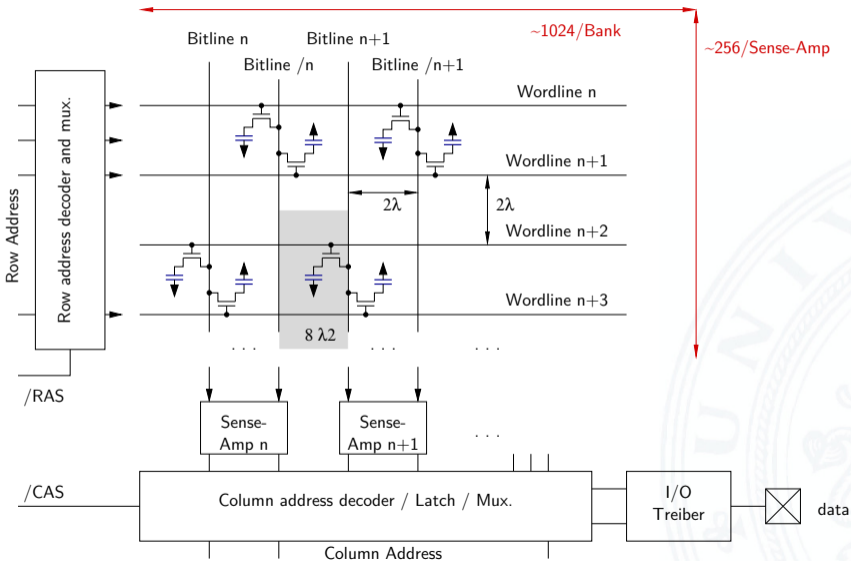 ~1024/Bank
~256/Sense-Amp
Bitline n
Bitline n+1
Bitline /n
Bitline /n+1
Wordline n
Wordline n+1
2λ
2λ
Wordline n+2
Wordline n+3
8 λ2
. . .
. . .
. . .
Row Address
Row address decoder and mux.
/RAS
Sense-
Amp n
Sense-
Amp n+1
. . .
/CAS
Column address decoder / Latch / Mux.
I/O
Treiber
data
Column Address
U N I V